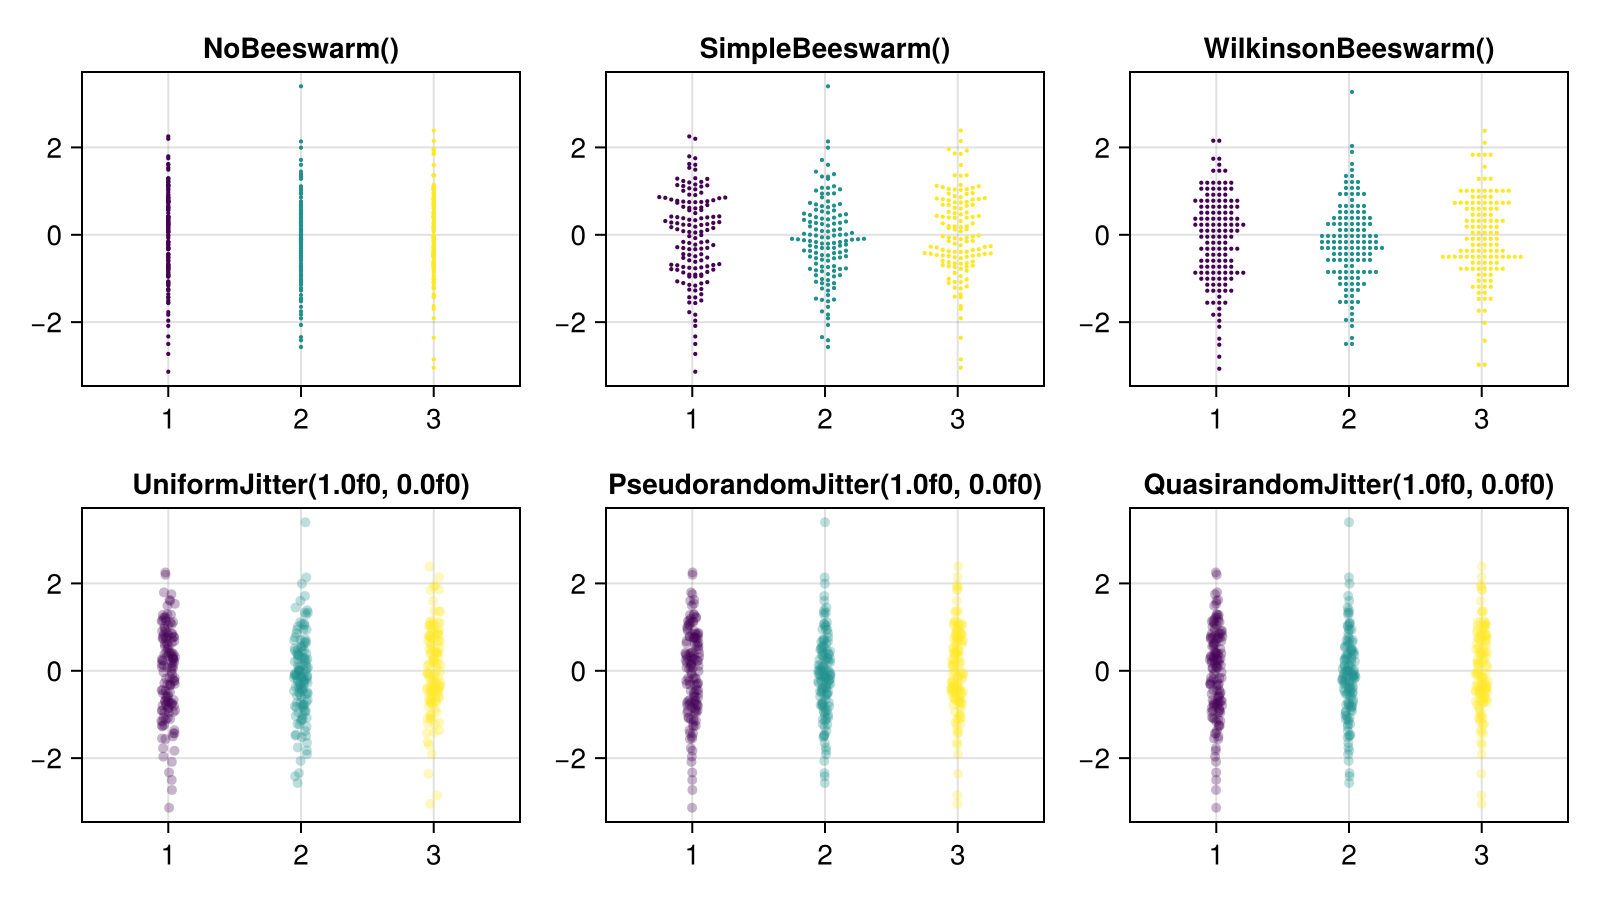 NoBeeswarm()
2
0
−2
1 2 3
SimpleBeeswarm()
2
0
−2
1 2 3
WilkinsonBeeswarm()
2
0
−2
1 2 3
UniformJitter(1.0f0, 0.0f0)
2
0
−2
1 2 3
PseudorandomJitter(1.0f0, 0.0f0)
2
0
−2
1 2 3
QuasirandomJitter(1.0f0, 0.0f0)
2
0
−2
1 2 3